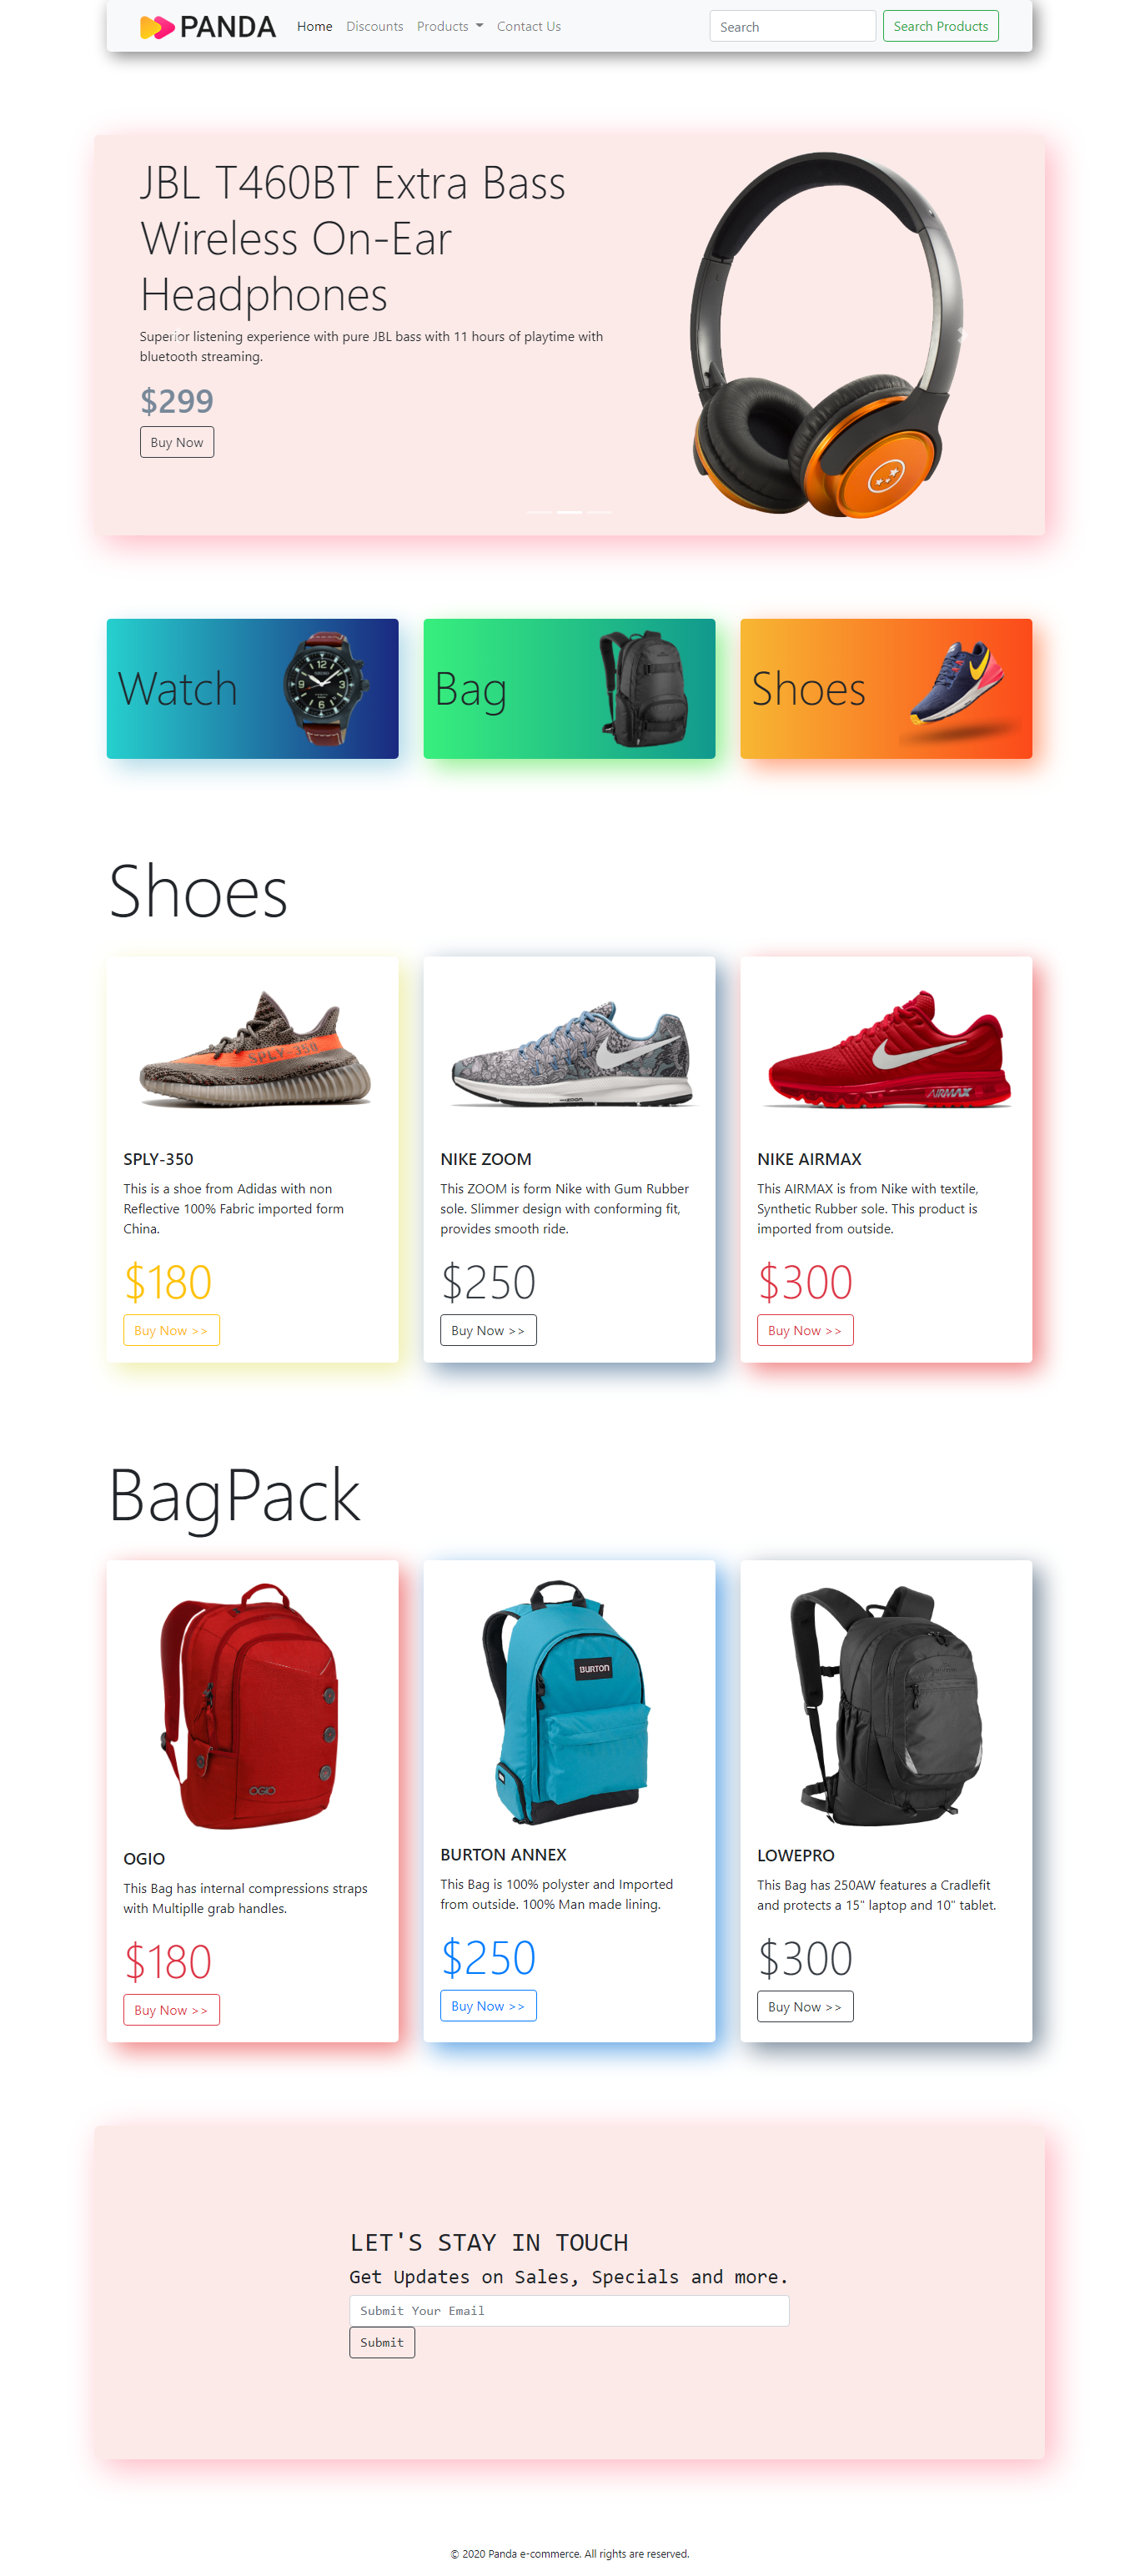 PANDA Home Discounts Products Contact Us Search Search Products
JBL T460BT Extra Bass
Wireless On-Ear
Headphones
Superior listening experience with pure JBL bass with 11 hours of playtime with
bluetooth streaming.
$299
Buy Now
Watch
Bag
Shoes
Shoes
SPLY-350
SPLY-350
This is a shoe from Adidas with non
Reflective 100% Fabric imported form
China.
$180
Buy Now >>
NIKE ZOOM
This ZOOM is form Nike with Gum Rubber
sole. Slimmer design with conforming fit,
provides smooth ride.
$250
Buy Now >>
AIRMAX
NIKE AIRMAX
This AIRMAX is from Nike with textile,
Synthetic Rubber sole. This product is
imported from outside.
$300
Buy Now >>
BagPack
OGIO
OGIO
This Bag has internal compressions straps
with Multiplle grab handles.
$180
Buy Now >>
BURTON
BURTON ANNEX
This Bag is 100% polyster and Imported
from outside. 100% Man made lining.
$250
Buy Now >>
LOWEPRO
This Bag has 250AW features a Cradlefit
and protects a 15" laptop and 10" tablet.
$300
Buy Now >>
LET'S STAY IN TOUCH
Get Updates on Sales, Specials and more.
Submit Your Email
Submit
© 2020 Panda e-commerce. All rights are reserved.